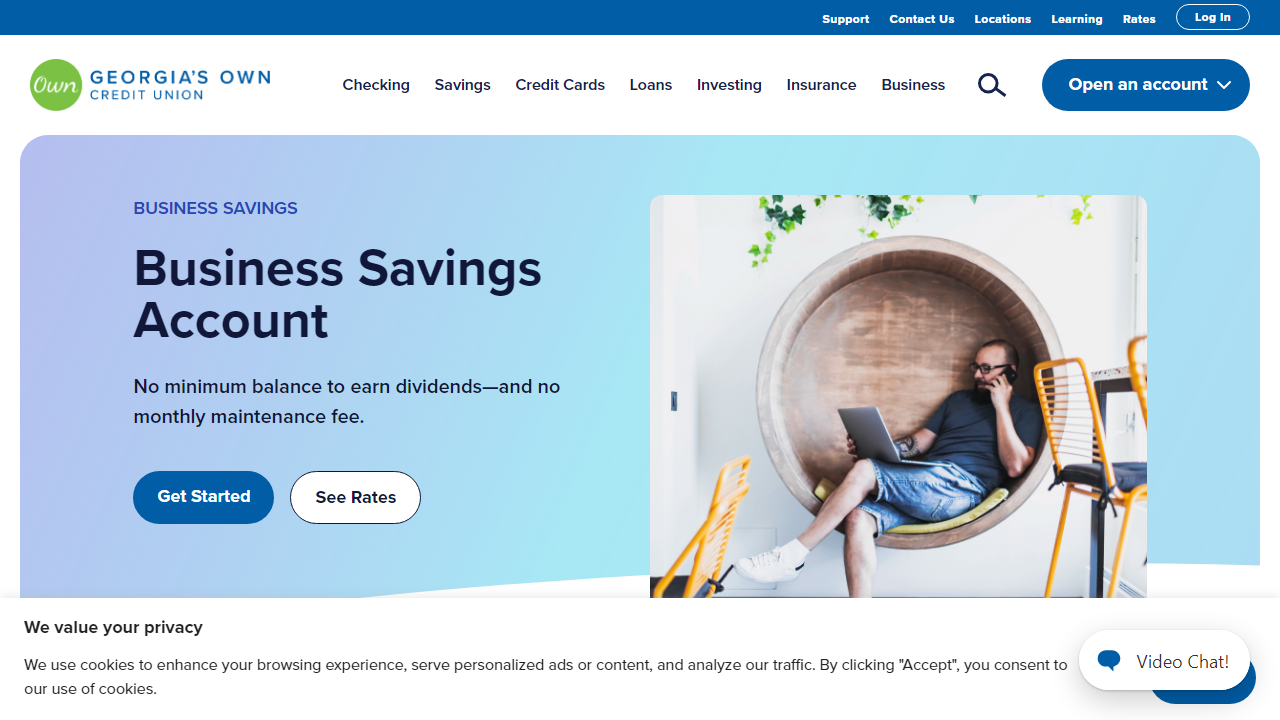 Support Contact Us Locations Learning Rates Log In
Own GEORGIA'S OWN
CREDIT UNION
Checking Savings Credit Cards Loans Investing Insurance Business Open an account
BUSINESS SAVINGS
Business Savings
Account
No minimum balance to earn dividends—and no
monthly maintenance fee.
Get Started See Rates
We value your privacy
We use cookies to enhance your browsing experience, serve personalized ads or content, and analyze our traffic. By clicking "Accept", you consent to
our use of cookies.
Video Chat!